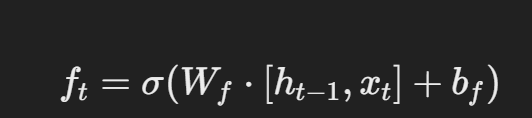 f_t = σ(W_f · [h_{t−1}, x_t] + b_f)